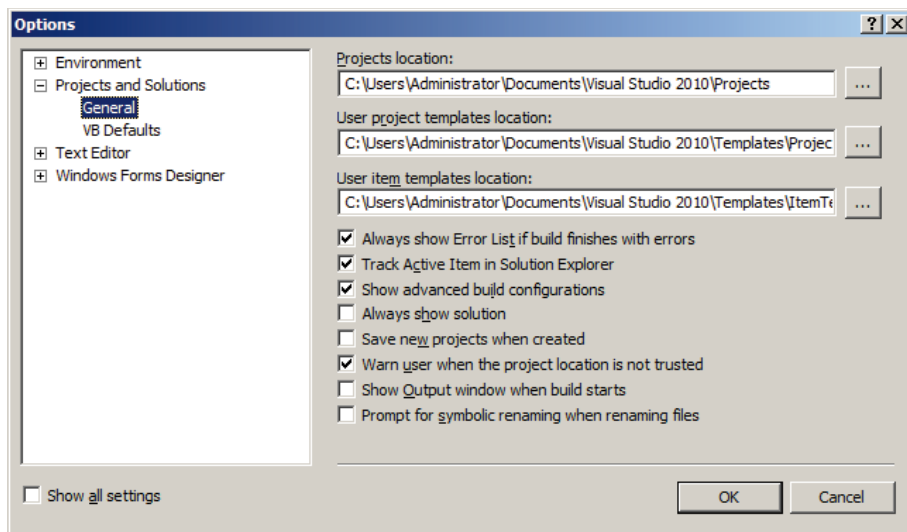 Options
Environment
Projects and Solutions
General
VB Defaults
Text Editor
Windows Forms Designer
Projects location:
C:\Users\Administrator\Documents\Visual Studio 2010\Projects
...
User project templates location:
C:\Users\Administrator\Documents\Visual Studio 2010\Templates\Projec
...
User item templates location:
C:\Users\Administrator\Documents\Visual Studio 2010\Templates\ItemTe
...
Always show Error List if build finishes with errors
Track Active Item in Solution Explorer
Show advanced build configurations
Always show solution
Save new projects when created
Warn user when the project location is not trusted
Show Output window when build starts
Prompt for symbolic renaming when renaming files
Show all settings
OK Cancel